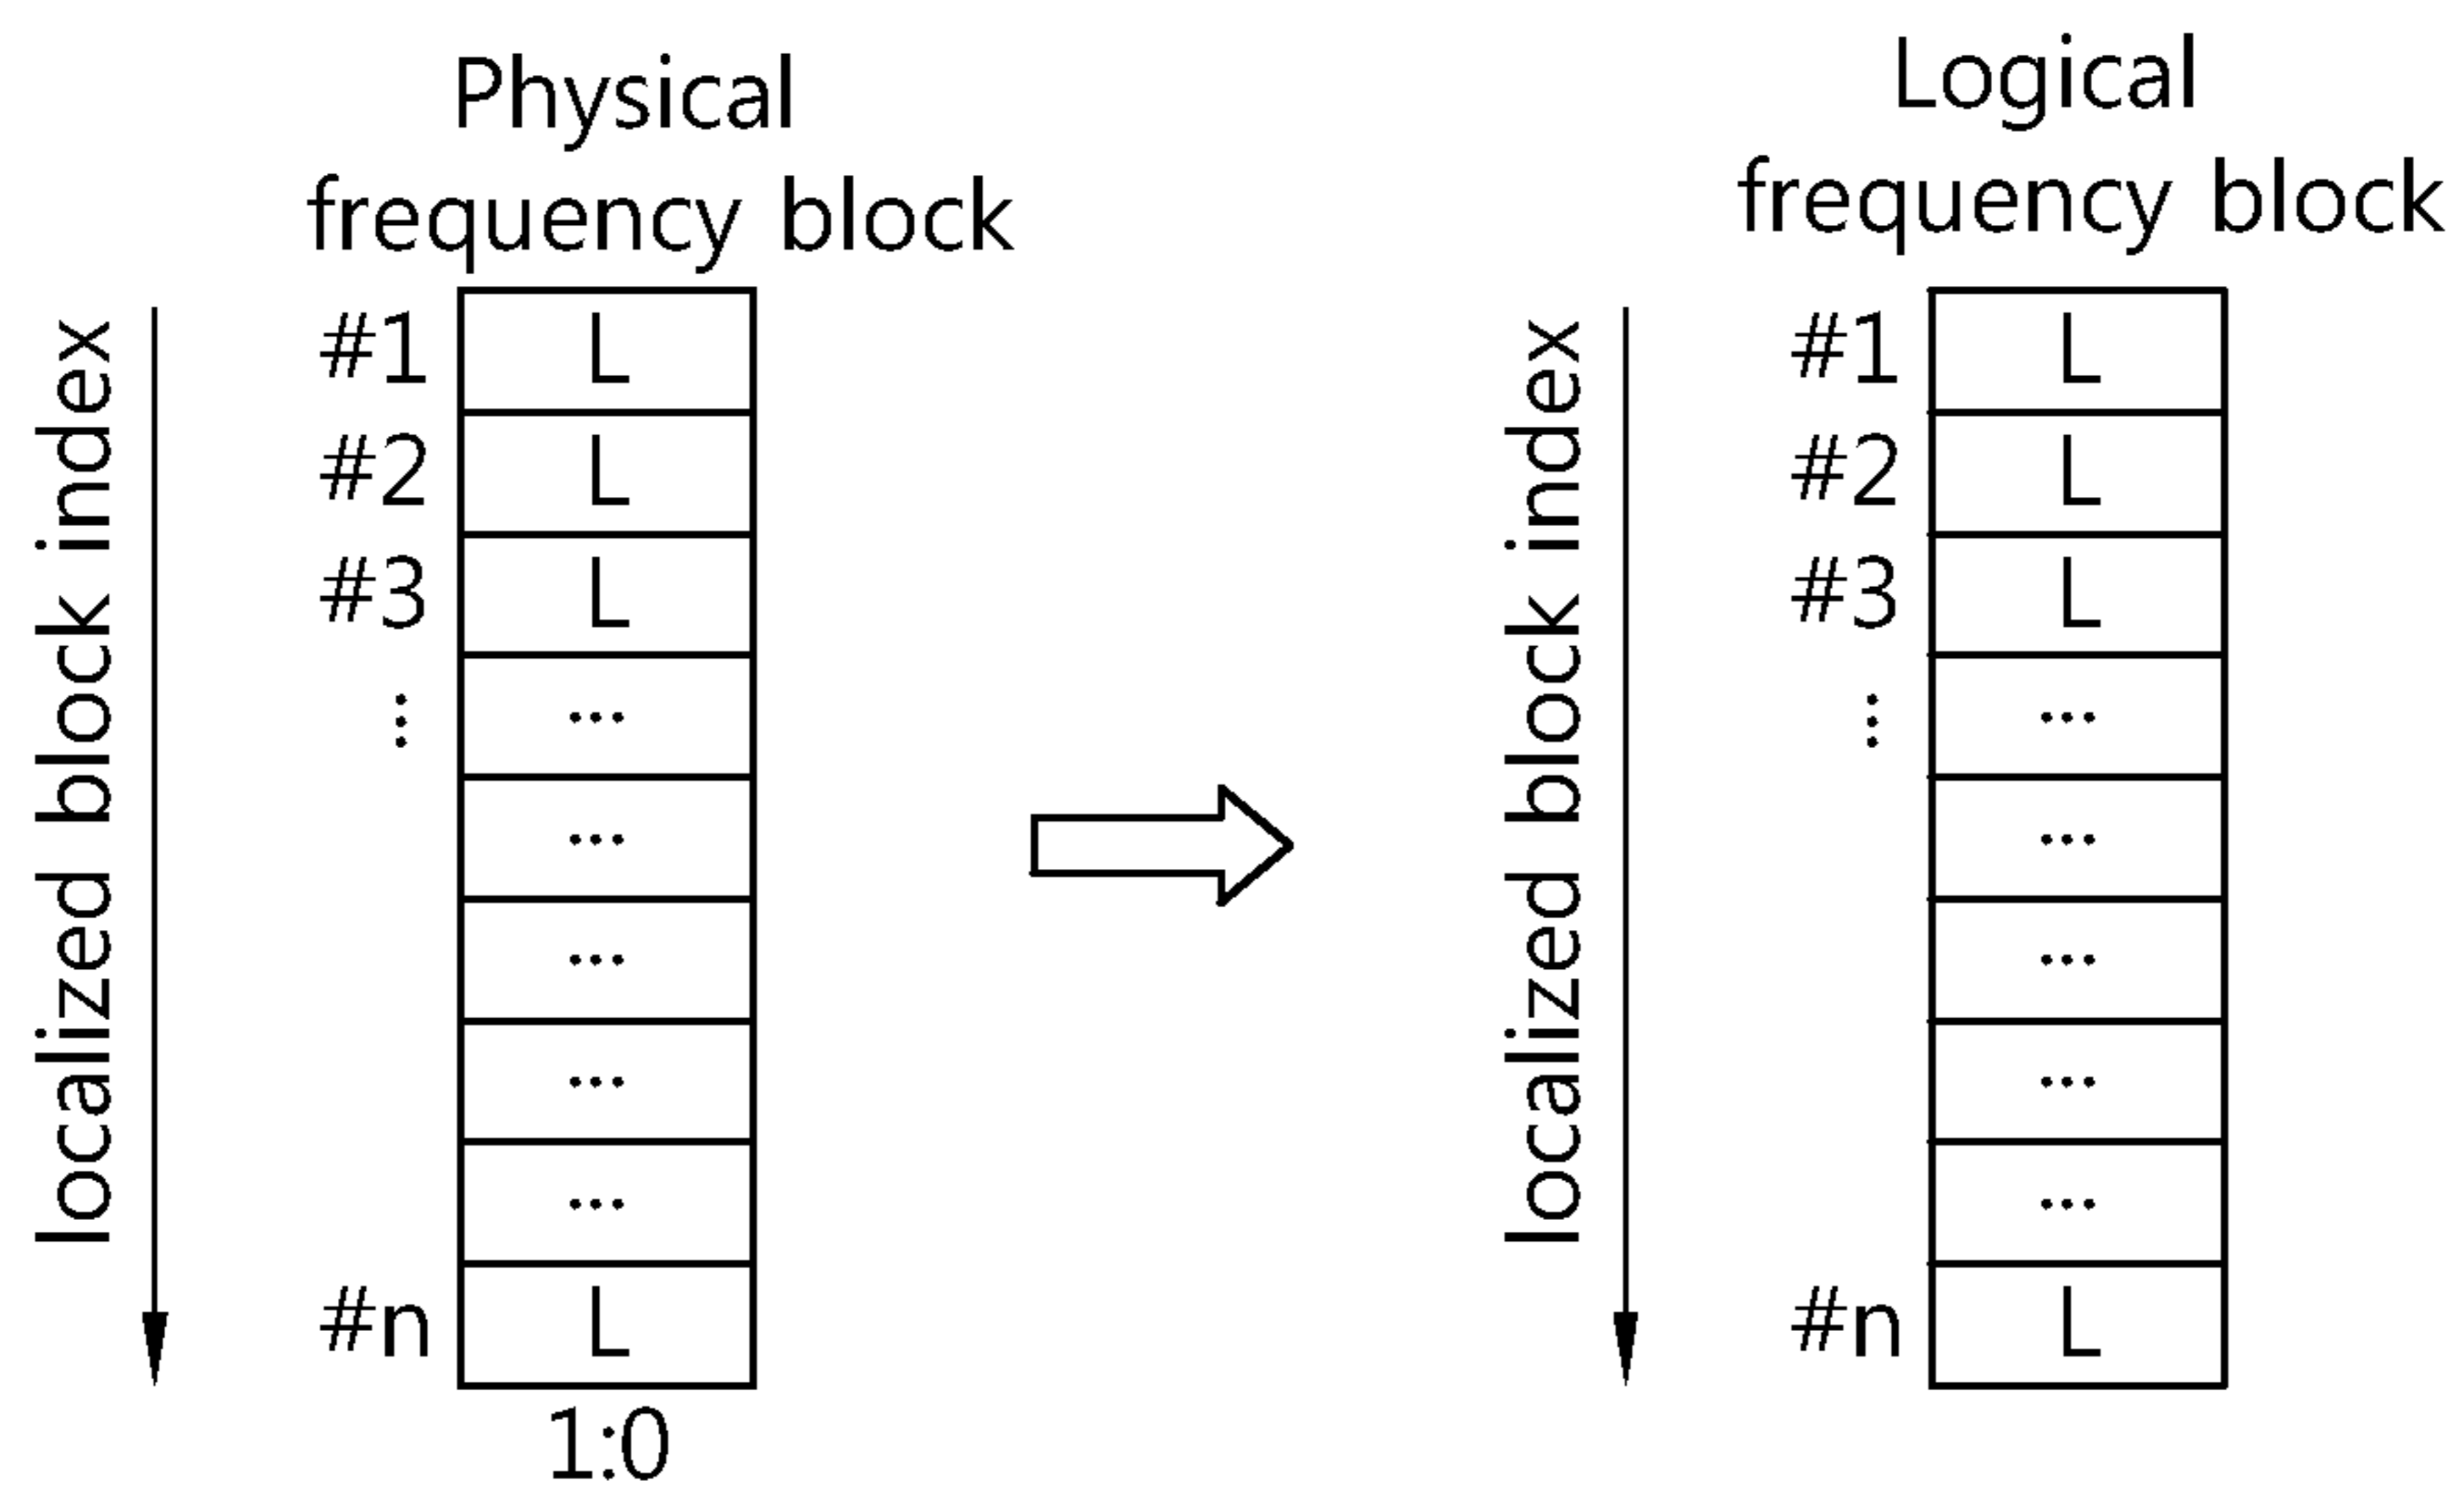 Physical
frequency block
localized block index
#1 L
#2 L
#3 L
⋮ ...
...
...
...
...
#n L
1:0
Logical
frequency block
localized block index
#1 L
#2 L
#3 L
⋮ ...
...
...
...
...
#n L